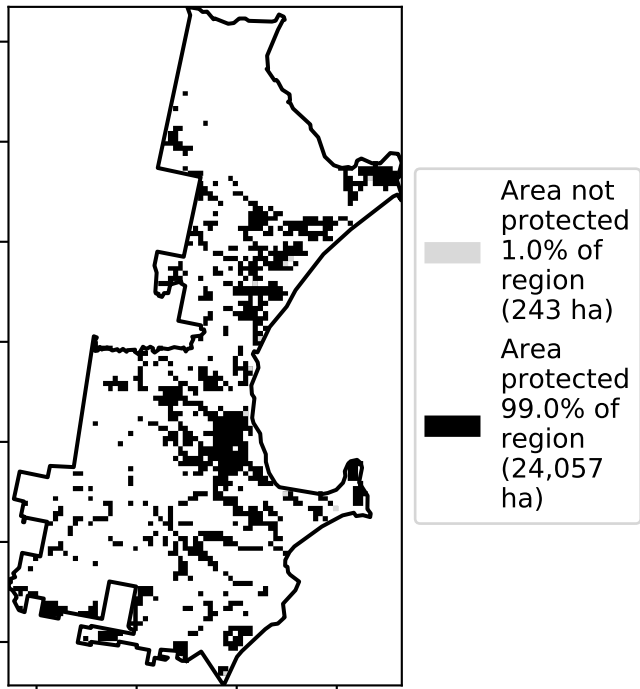 Area not
protected
1.0% of
region
(243 ha)
Area
protected
99.0% of
region
(24,057
ha)